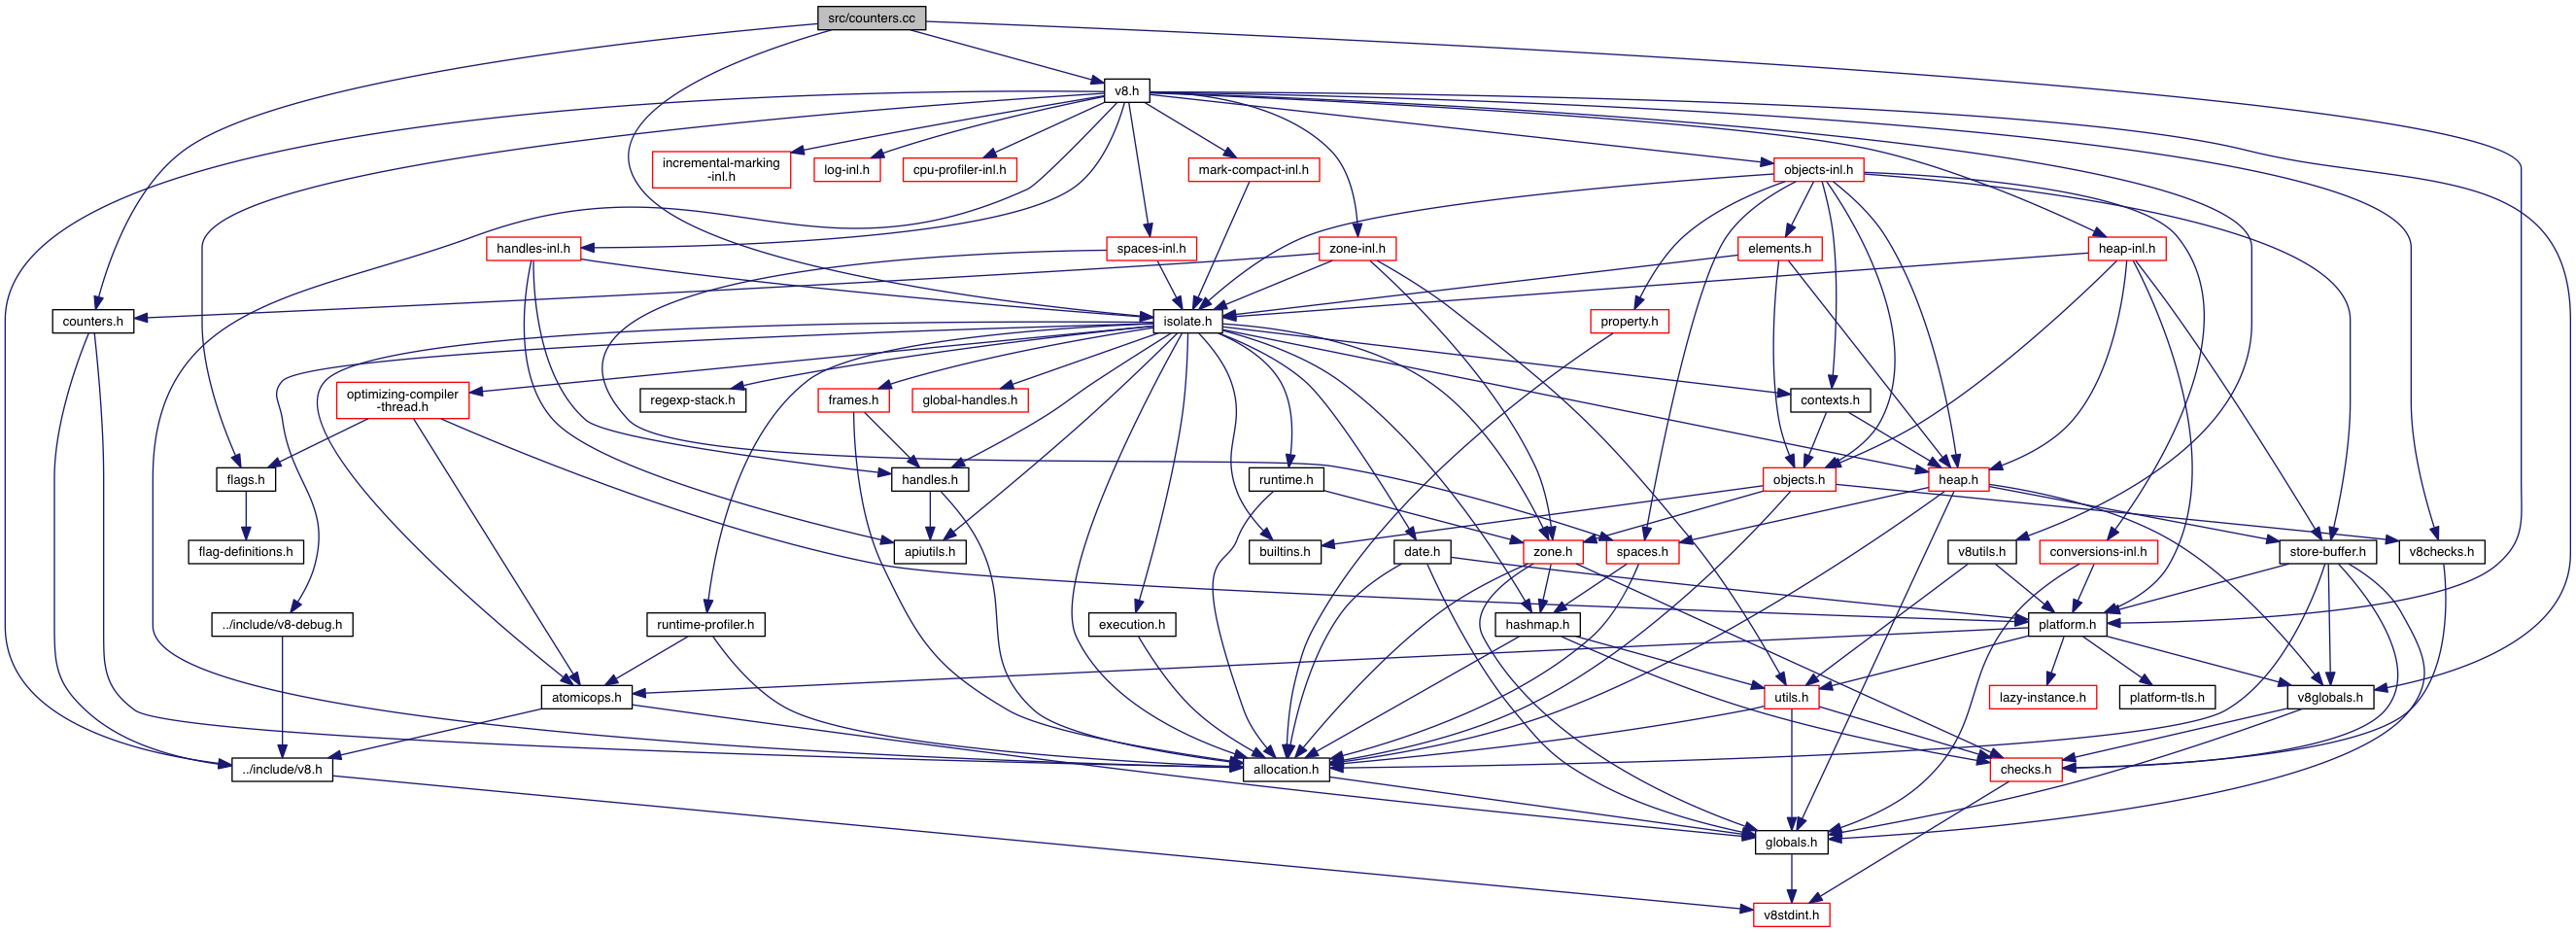 src/counters.cc
v8.h
incremental-marking
-inl.h
log-inl.h
cpu-profiler-inl.h
mark-compact-inl.h
objects-inl.h
handles-inl.h
spaces-inl.h
zone-inl.h
elements.h
heap-inl.h
counters.h
isolate.h
property.h
optimizing-compiler
-thread.h
regexp-stack.h
frames.h
global-handles.h
contexts.h
flags.h
handles.h
runtime.h
objects.h
heap.h
flag-definitions.h
apiutils.h
builtins.h
date.h
zone.h
spaces.h
v8utils.h
conversions-inl.h
store-buffer.h
v8checks.h
../include/v8-debug.h
runtime-profiler.h
execution.h
hashmap.h
platform.h
atomicops.h
utils.h
lazy-instance.h
platform-tls.h
v8globals.h
../include/v8.h
allocation.h
checks.h
globals.h
v8stdint.h